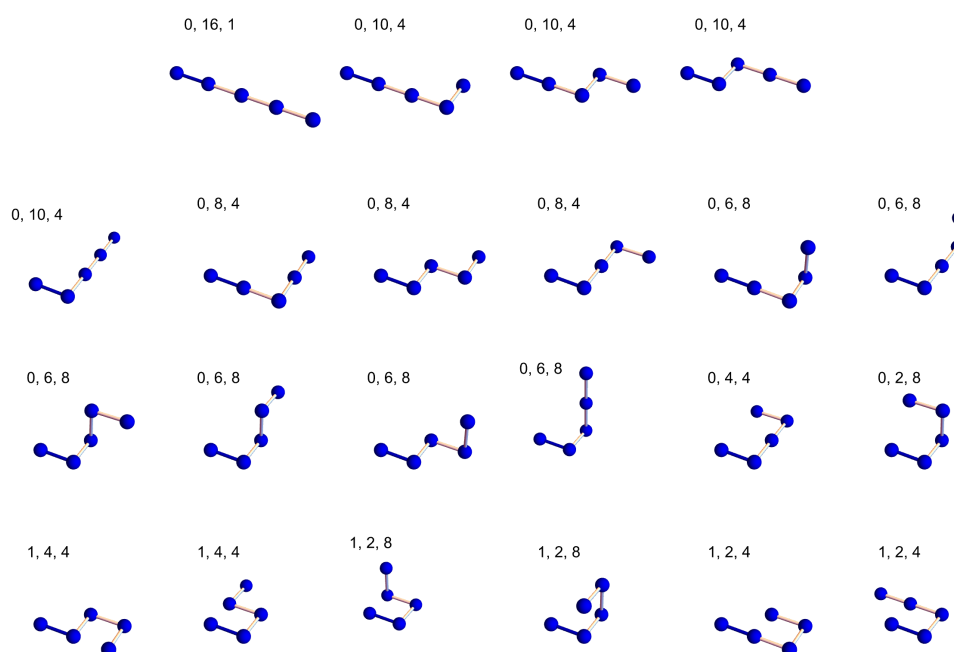 0, 16, 1
0, 10, 4
0, 10, 4
0, 10, 4
0, 10, 4
0, 8, 4
0, 8, 4
0, 8, 4
0, 6, 8
0, 6, 8
0, 6, 8
0, 6, 8
0, 6, 8
0, 6, 8
0, 4, 4
0, 2, 8
1, 4, 4
1, 4, 4
1, 2, 8
1, 2, 8
1, 2, 4
1, 2, 4